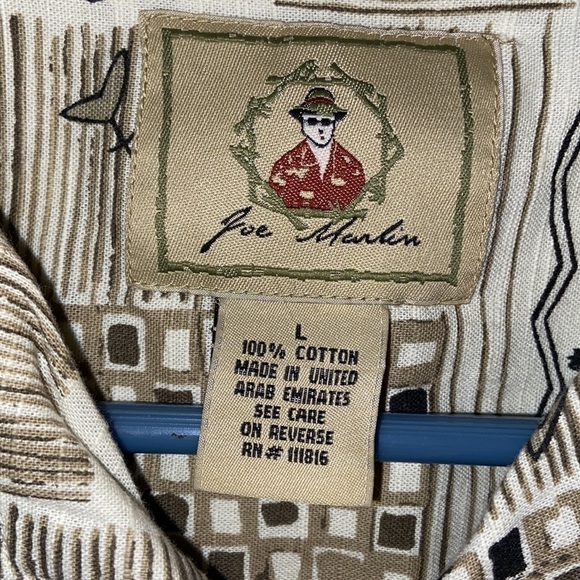 Joe Marlin
L
100% COTTON
MADE IN UNITED
ARAB EMIRATES
SEE CARE
ON REVERSE
RN# 111816